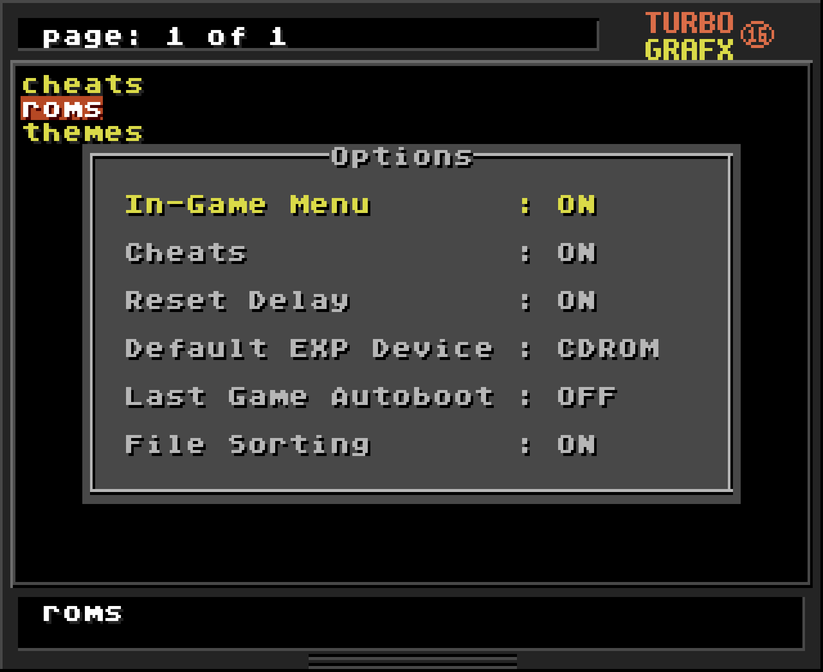 page: 1 of 1
TURBO
GRAFX 16
cheats
roms
themes
Options
In-Game Menu : ON
Cheats : ON
Reset Delay : ON
Default EXP Device : CDROM
Last Game Autoboot : OFF
File Sorting : ON
roms